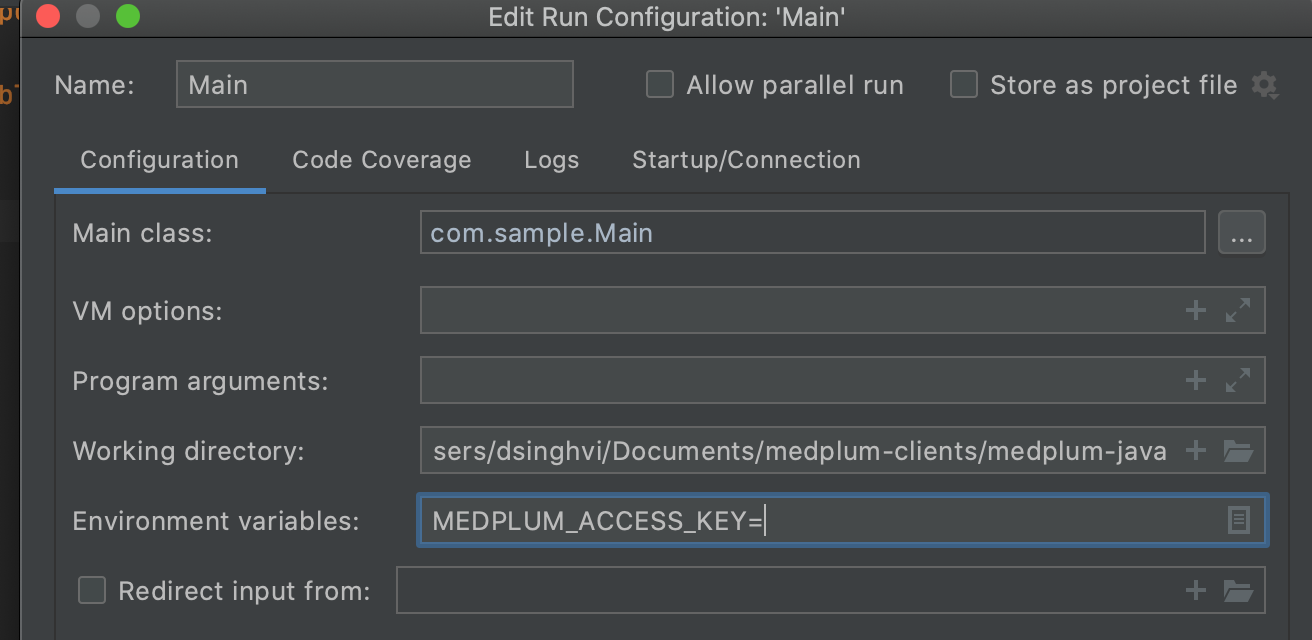 Edit Run Configuration: 'Main'
Name: Main Allow parallel run Store as project file
Configuration Code Coverage Logs Startup/Connection
Main class: com.sample.Main ...
VM options:
Program arguments:
Working directory: sers/dsinghvi/Documents/medplum-clients/medplum-java
Environment variables: MEDPLUM_ACCESS_KEY=
Redirect input from: